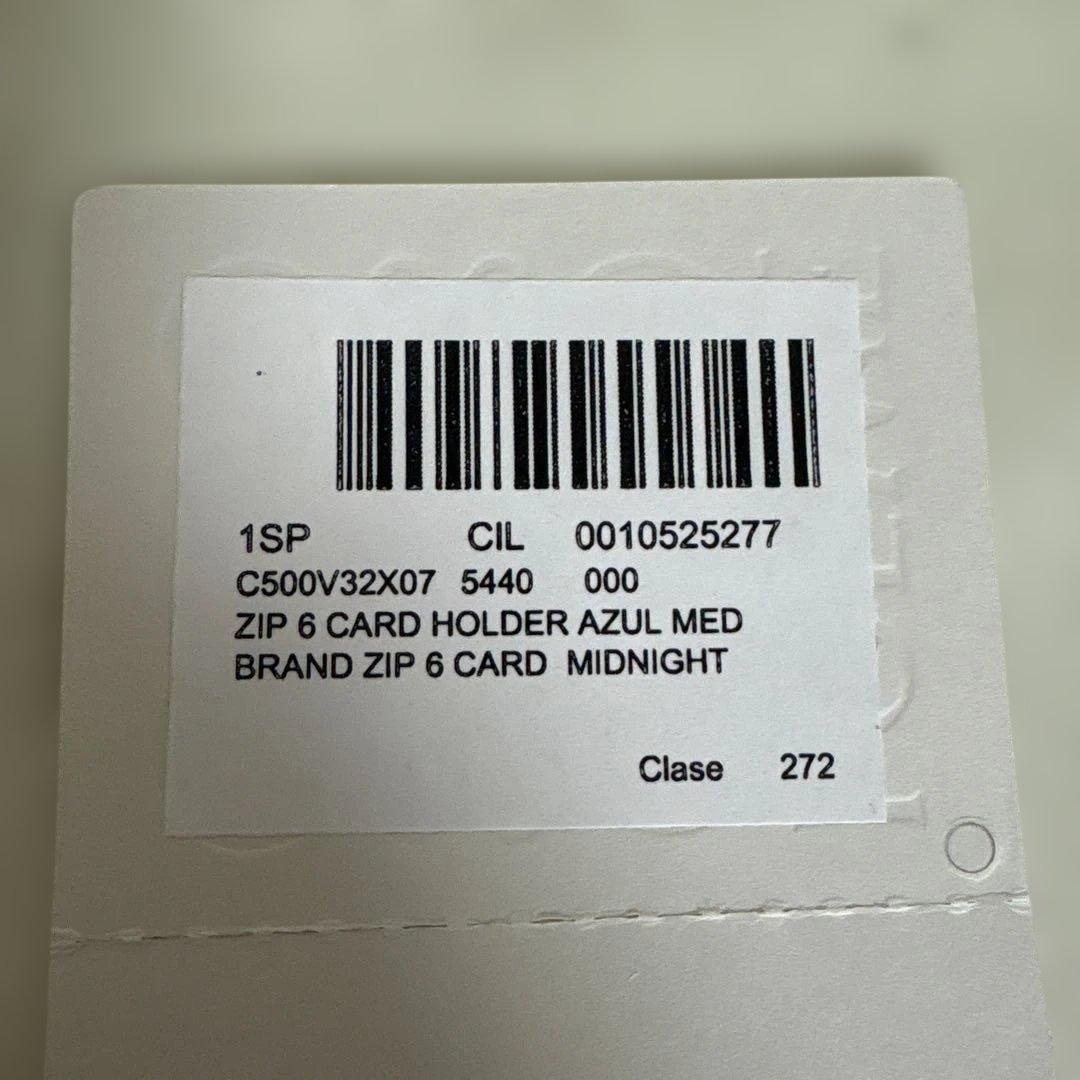 1SP CIL 0010525277
C500V32X07 5440 000
ZIP 6 CARD HOLDER AZUL MED
BRAND ZIP 6 CARD MIDNIGHT
Clase 272